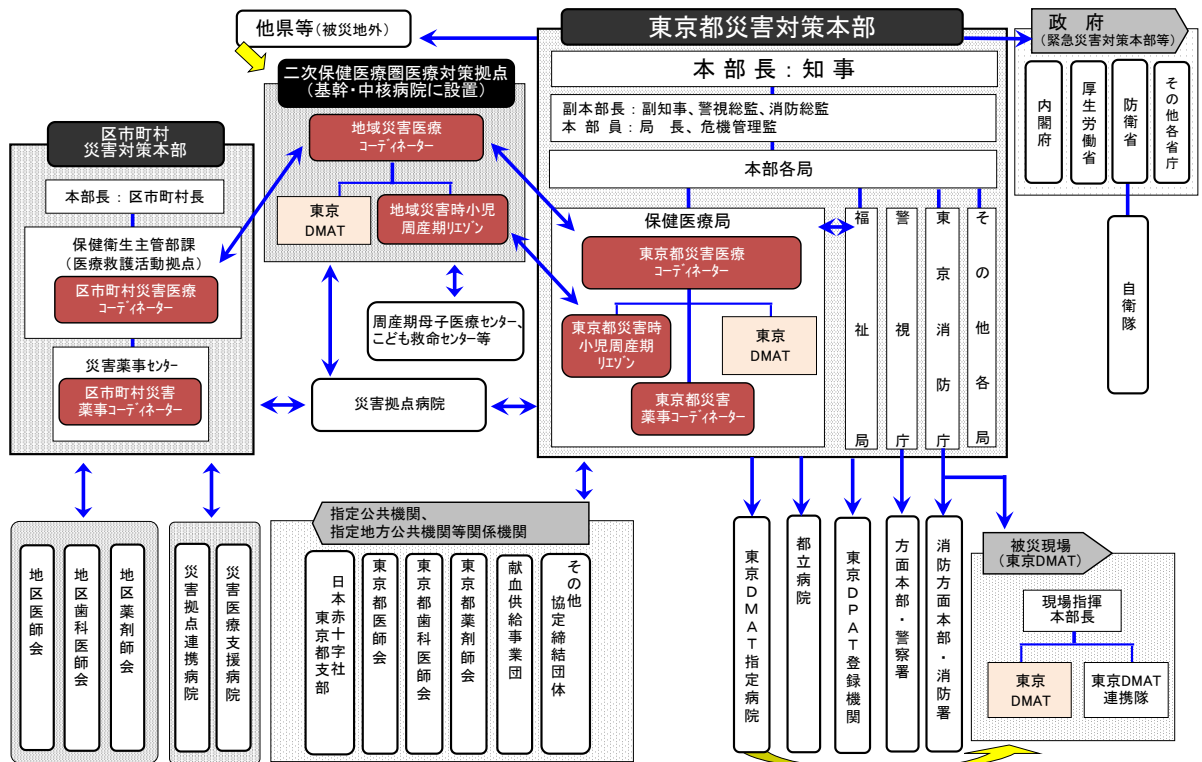 他県等(被災地外)
東京都災害対策本部
政 府
(緊急災害対策本部等)
内閣府
厚生労働省
防衛省
その他各省庁
自衛隊
本部長：知事
副本部長：副知事、警視総監、消防総監
本 部 員：局 長、危機管理監
本部各局
二次保健医療圏医療対策拠点
(基幹・中核病院に設置)
地域災害医療
ｺｰﾃﾞｨﾈｰﾀｰ
東京
DMAT
地域災害時小児
周産期ﾘｴｿﾞﾝ
区市町村
災害対策本部
本部長：区市町村長
保健衛生主管部課
(医療救護活動拠点)
区市町村災害医療
ｺｰﾃﾞｨﾈｰﾀｰ
災害薬事ｾﾝﾀｰ
区市町村災害
薬事ｺｰﾃﾞｨﾈｰﾀｰ
周産期母子医療ｾﾝﾀｰ、
こども救命ｾﾝﾀｰ等
災害拠点病院
保健医療局
東京都災害医療
ｺｰﾃﾞｨﾈｰﾀｰ
東京都災害時
小児周産期
ﾘｴｿﾞﾝ
東京
DMAT
東京都災害
薬事ｺｰﾃﾞｨﾈｰﾀｰ
福祉局
警視庁
東京消防庁
その他各局
地区医師会
地区歯科医師会
地区薬剤師会
災害拠点連携病院
災害医療支援病院
指定公共機関、
指定地方公共機関等関係機関
日本赤十字社
東京都支部
東京都医師会
東京都歯科医師会
東京都薬剤師会
献血供給事業団
その他
協定締結団体
東京DMAT指定病院
都立病院
東京DPAT登録機関
方面本部・警察署
消防方面本部・消防署
被災現場
(東京DMAT)
現場指揮
本部長
東京
DMAT
東京DMAT
連携隊